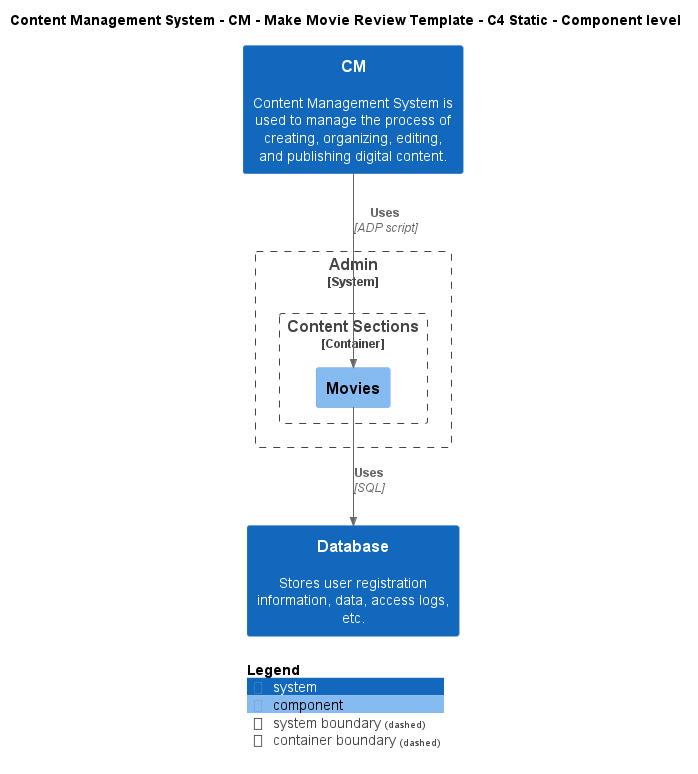 Content Management System - CM - Make Movie Review Template - C4 Static - Component level
CM
Content Management System is
used to manage the process of
creating, organizing, editing,
and publishing digital content.
Uses
[ADP script]
Admin
[System]
Content Sections
[Container]
Movies
Uses
[SQL]
Database
Stores user registration
information, data, access logs,
etc.
Legend
system
component
system boundary (dashed)
container boundary (dashed)